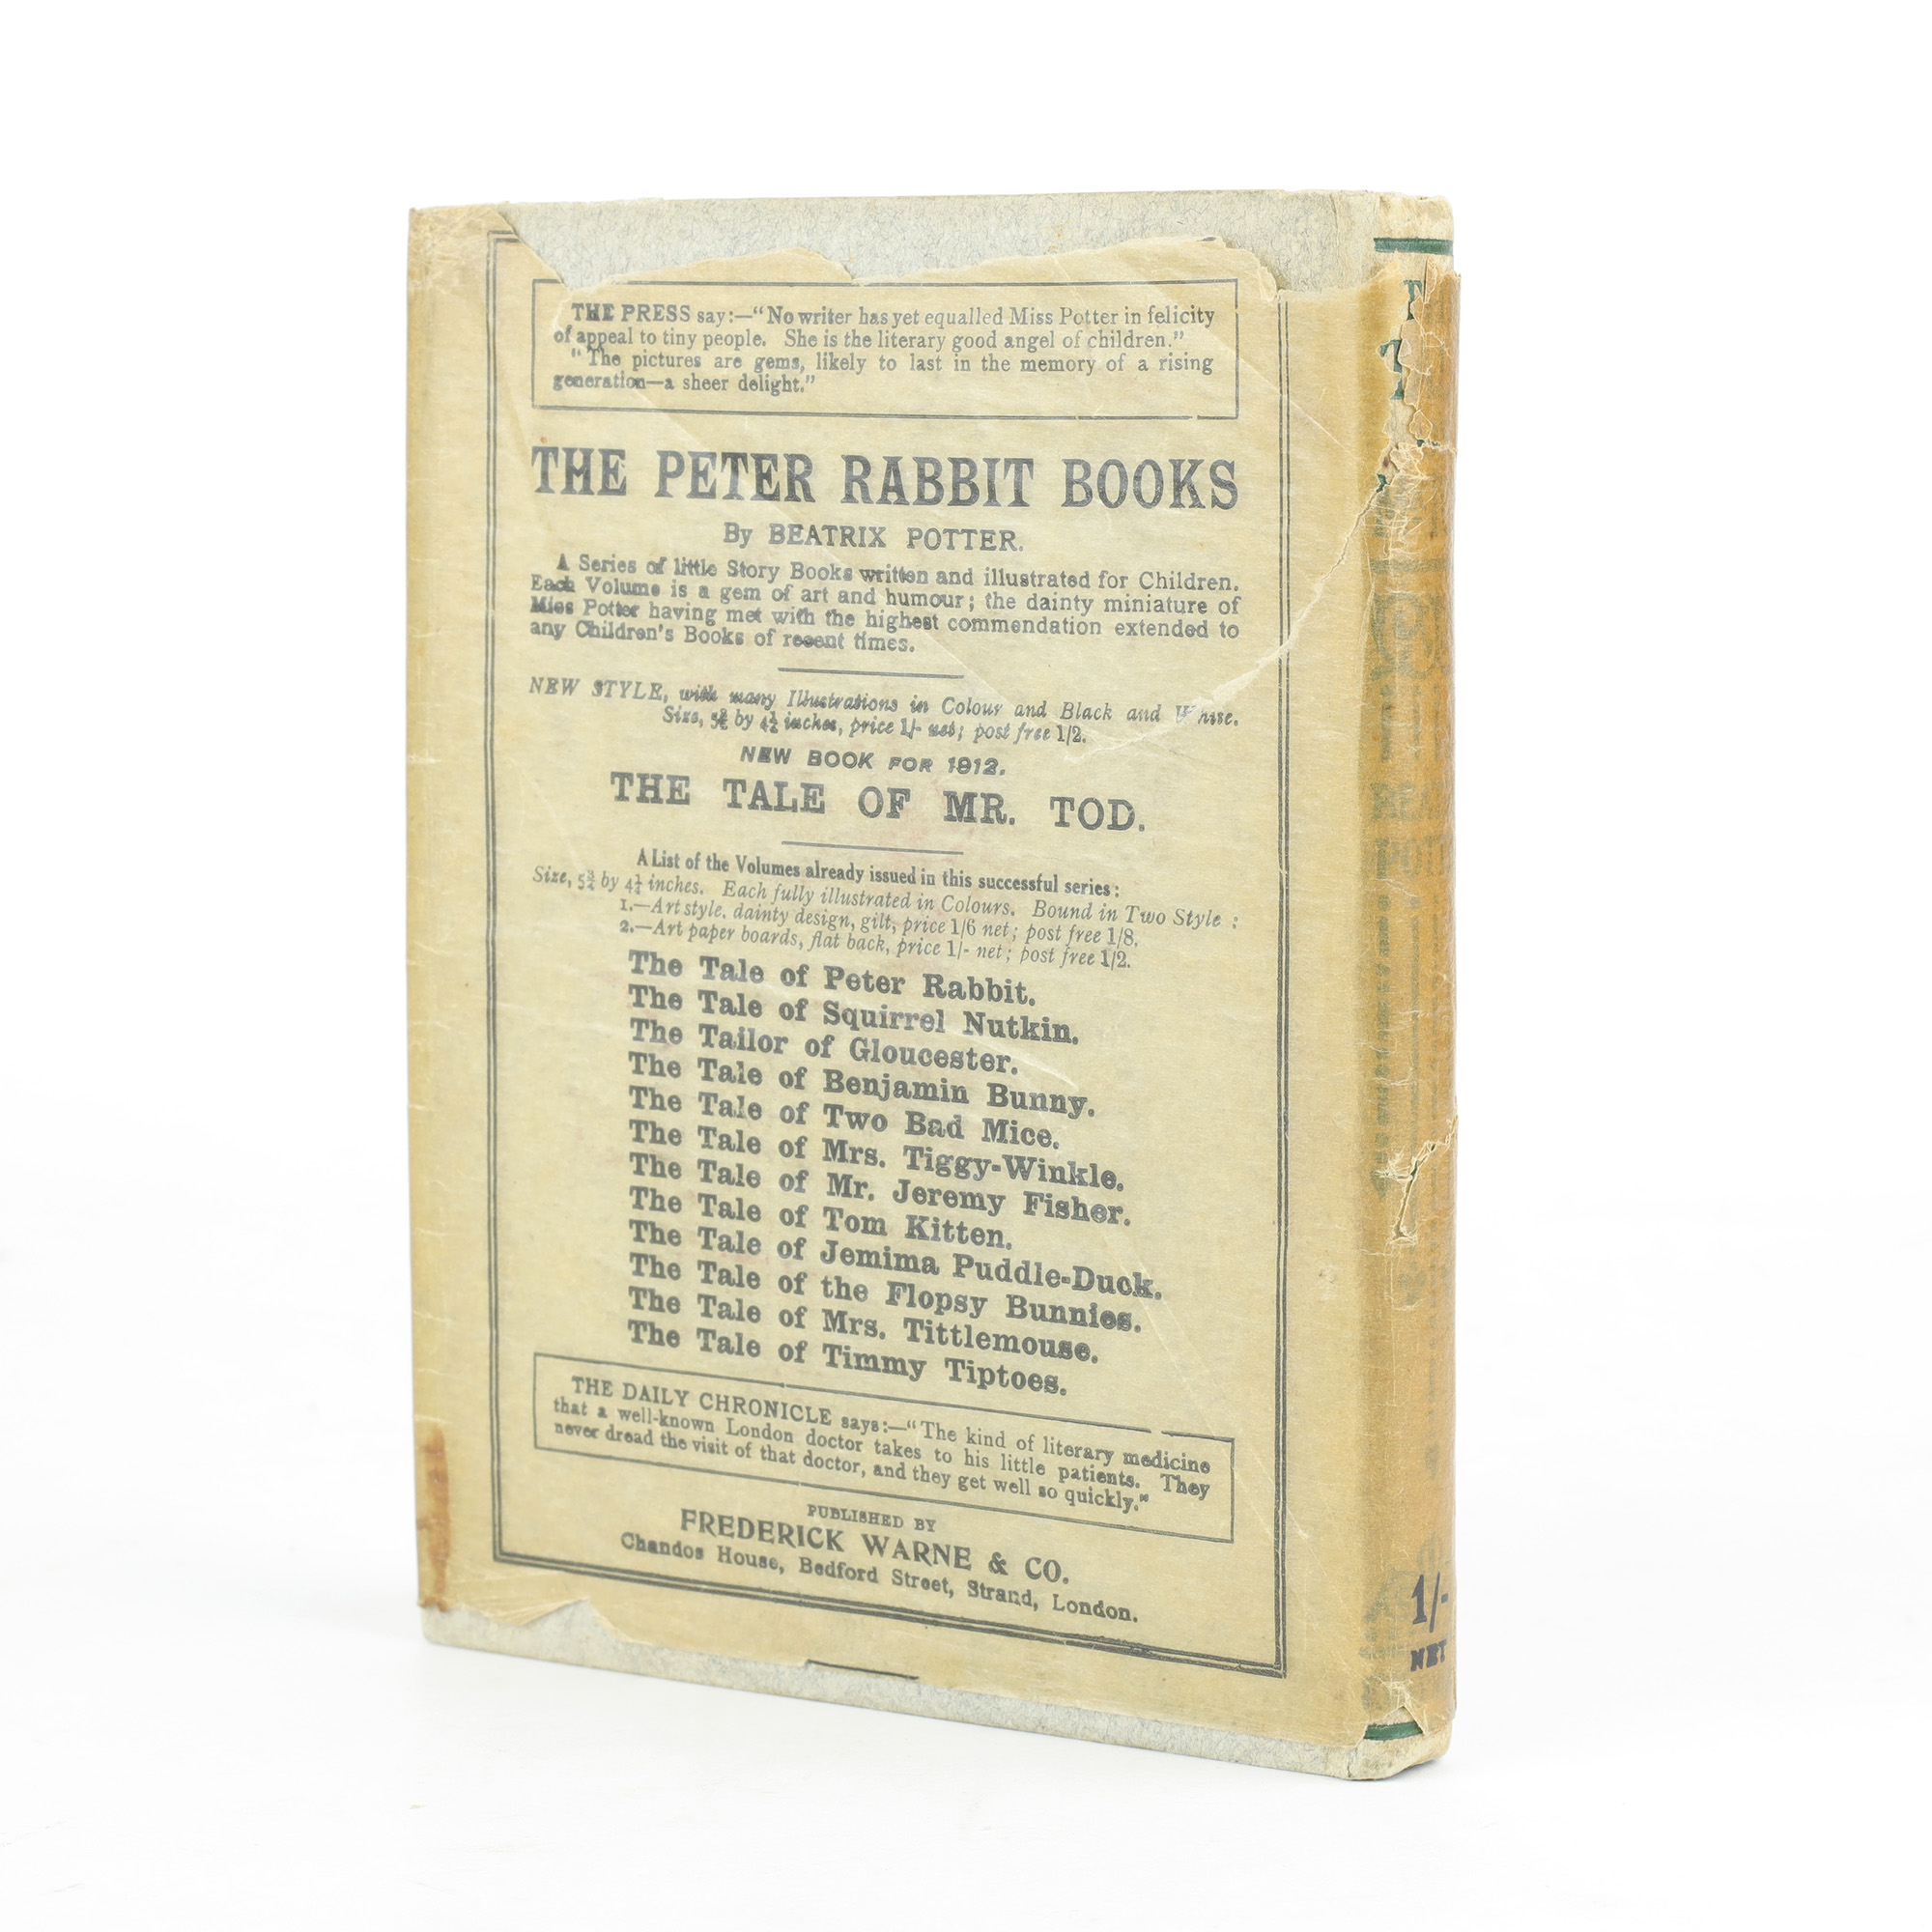 THE PRESS say:—“No writer has yet equalled Miss Potter in felicity
of appeal to tiny people. She is the literary good angel of children.”
“The pictures are gems, likely to last in the memory of a rising
generation—a sheer delight.”
THE PETER RABBIT BOOKS
By BEATRIX POTTER.
A Series of little Story Books written and illustrated for Children.
Each Volume is a gem of art and humour; the dainty miniature of
Miss Potter having met with the highest commendation extended to
any Children's Books of recent times.
NEW STYLE, with many Illustrations in Colour and Black and White.
Size, 5¾ by 4½ inches, price 1/- net; post free 1/2.
NEW BOOK FOR 1912.
THE TALE OF MR. TOD.
A List of the Volumes already issued in this successful series:
Size, 5¾ by 4¼ inches. Each fully illustrated in Colours. Bound in Two Style:
1.—Art style, dainty design, gilt, price 1/6 net; post free 1/8.
2.—Art paper boards, flat back, price 1/- net; post free 1/2.
The Tale of Peter Rabbit.
The Tale of Squirrel Nutkin.
The Tailor of Gloucester.
The Tale of Benjamin Bunny.
The Tale of Two Bad Mice.
The Tale of Mrs. Tiggy-Winkle.
The Tale of Mr. Jeremy Fisher.
The Tale of Tom Kitten.
The Tale of Jemima Puddle-Duck.
The Tale of the Flopsy Bunnies.
The Tale of Mrs. Tittlemouse.
The Tale of Timmy Tiptoes.
THE DAILY CHRONICLE says:—“The kind of literary medicine
that a well-known London doctor takes to his little patients. They
never dread the visit of that doctor, and they get well so quickly.”
PUBLISHED BY
FREDERICK WARNE & CO.
Chandos House, Bedford Street, Strand, London.
1/-
NET